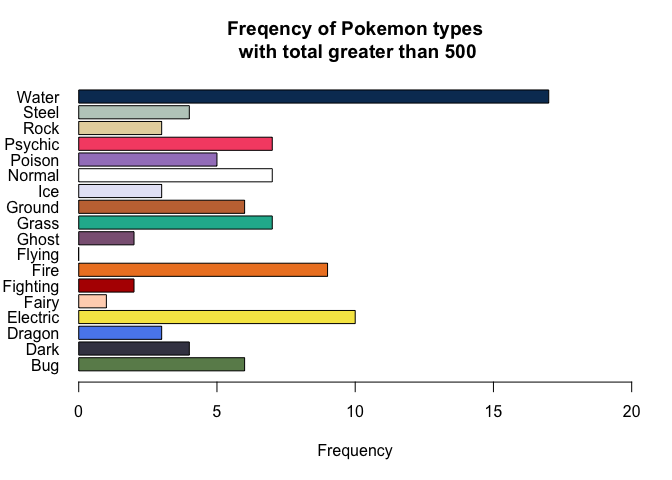 Freqency of Pokemon types
with total greater than 500
Water
Steel
Rock
Psychic
Poison
Normal
Ice
Ground
Grass
Ghost
Flying
Fire
Fighting
Fairy
Electric
Dragon
Dark
Bug
0 5 10 15 20
Frequency